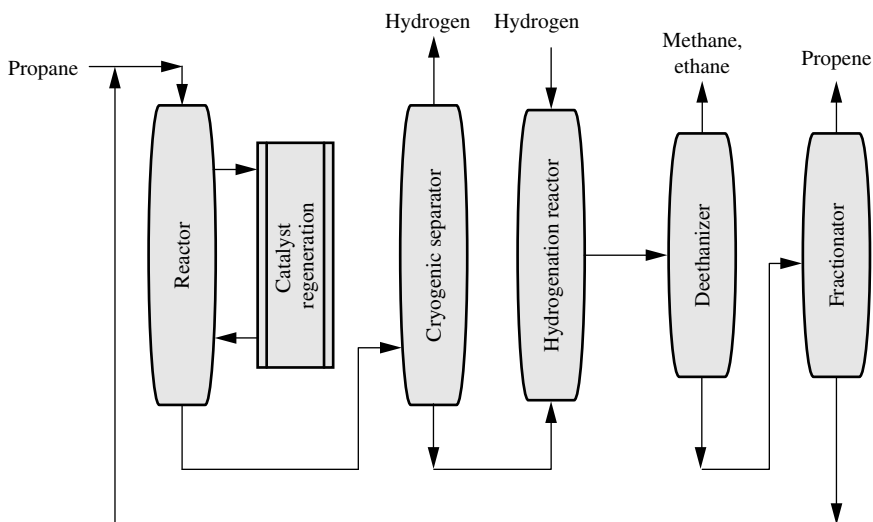 Hydrogen
Hydrogen
Methane,
ethane
Propene
Propane
Reactor
Catalyst
regeneration
Cryogenic separator
Hydrogenation reactor
Deethanizer
Fractionator